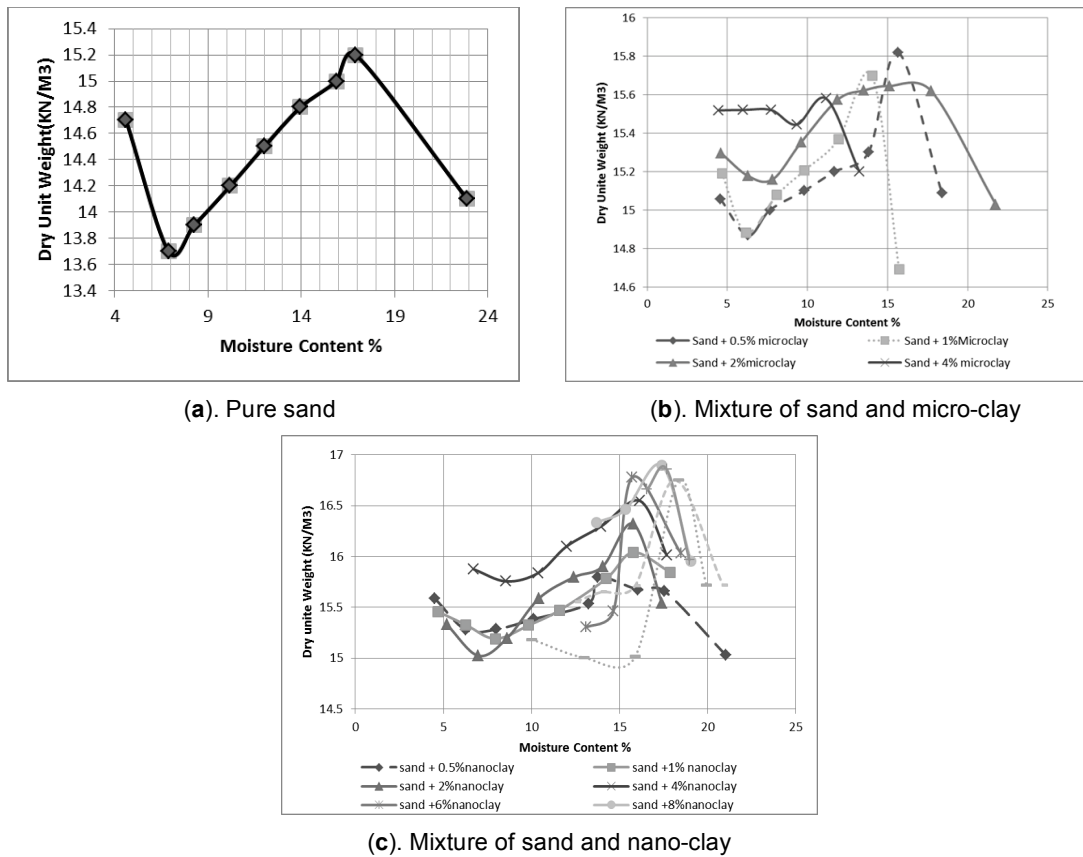 15.4
15.2
15
14.8
14.6
14.4
14.2
14
13.8
13.6
13.4
Dry Unit Weight(KN/M3)
4 9 14 19 24
Moisture Content %
(a). Pure sand
16
15.8
15.6
15.4
15.2
15
14.8
14.6
Dry Unite Weight (KN/M3)
0 5 10 15 20 25
Moisture Content %
Sand + 0.5% microclay Sand + 1%Microclay
Sand + 2%microclay Sand + 4% microclay
(b). Mixture of sand and micro-clay
17
16.5
16
15.5
15
14.5
Dry unite Weight (KN/M3)
0 5 10 15 20 25
Moisture Content %
sand + 0.5%nanoclay sand +1% nanoclay
sand + 2%nanoclay sand + 4%nanoclay
sand +6%nanoclay sand +8%nanoclay
(c). Mixture of sand and nano-clay